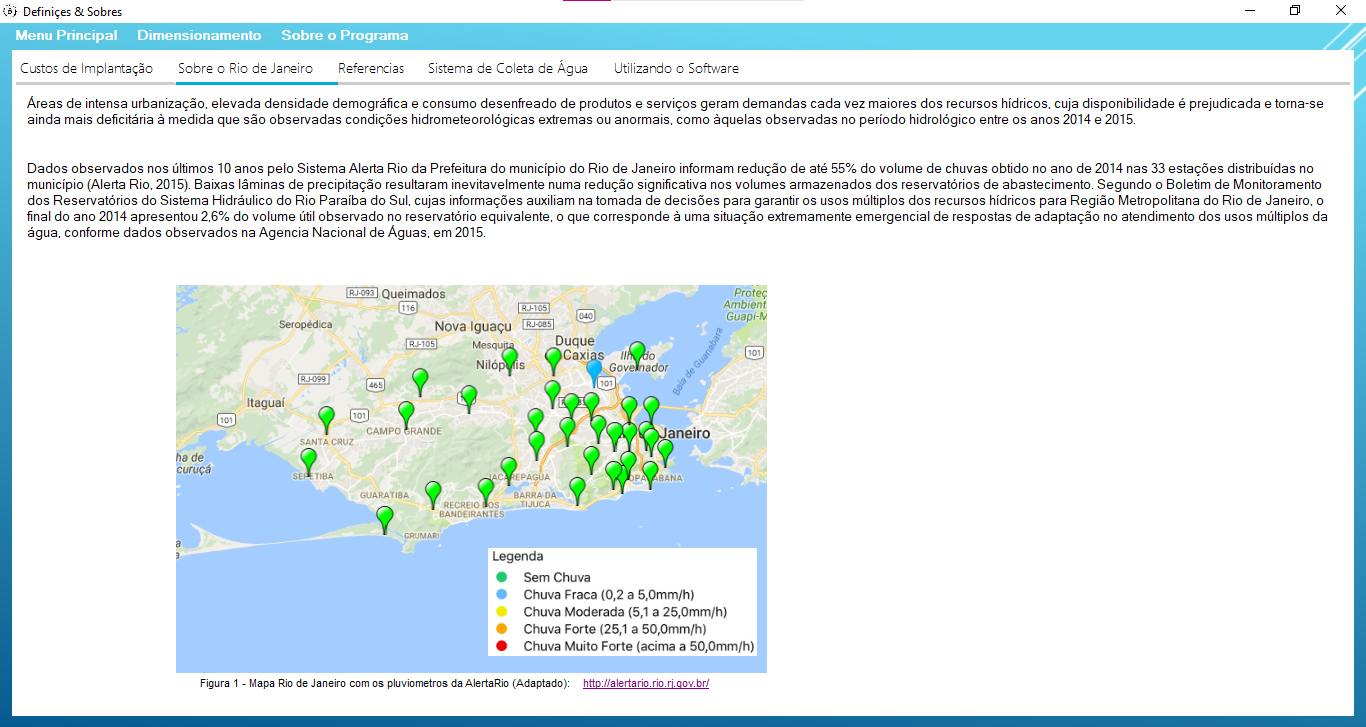 Definiçes & Sobres
Menu Principal Dimensionamento Sobre o Programa
Custos de Implantação Sobre o Rio de Janeiro Referencias Sistema de Coleta de Água Utilizando o Software
Áreas de intensa urbanização, elevada densidade demográfica e consumo desenfreado de produtos e serviços geram demandas cada vez maiores dos recursos hídricos, cuja disponibilidade é prejudicada e torna-se
ainda mais deficitária à medida que são observadas condições hidrometeorológicas extremas ou anormais, como àquelas observadas no período hidrológico entre os anos 2014 e 2015.
Dados observados nos últimos 10 anos pelo Sistema Alerta Rio da Prefeitura do município do Rio de Janeiro informam redução de até 55% do volume de chuvas obtido no ano de 2014 nas 33 estações distribuídas no
município (Alerta Rio, 2015). Baixas lâminas de precipitação resultaram inevitavelmente numa redução significativa nos volumes armazenados dos reservatórios de abastecimento. Segundo o Boletim de Monitoramento
dos Reservatórios do Sistema Hidráulico do Rio Paraíba do Sul, cujas informações auxiliam na tomada de decisões para garantir os usos múltiplos dos recursos hídricos para Região Metropolitana do Rio de Janeiro, o
final do ano 2014 apresentou 2,6% do volume útil observado no reservatório equivalente, o que corresponde à uma situação extremamente emergencial de respostas de adaptação no atendimento dos usos múltiplos da
água, conforme dados observados na Agencia Nacional de Águas, em 2015.
RJ-093 Queimados
Proteç
Ambient
Guapi-M
116
RJ-105
040
Seropédica
Nova Iguaçu
RJ-085
RJ-105
Mesquita
Duque
Caxias
101
Nilópolis
Ilha do
Governador
Baía de Guanabara
RJ-099
465
101
Itaguaí
101
101
CAMPO GRANDE
Janeiro
SANTA CRUZ
ha de
curuçá
SEPETIBA
JACAREPAGUA
COPACABANA
GUARATIBA
RECREIO DOS
BANDEIRANTES
BARRA DA
TIJUCA
GRUMARI
a
a
Legenda
Sem Chuva
Chuva Fraca (0,2 a 5,0mm/h)
Chuva Moderada (5,1 a 25,0mm/h)
Chuva Forte (25,1 a 50,0mm/h)
Chuva Muito Forte (acima a 50,0mm/h)
Figura 1 - Mapa Rio de Janeiro com os pluviometros da AlertaRio (Adaptado): http://alertario.rio.rj.gov.br/